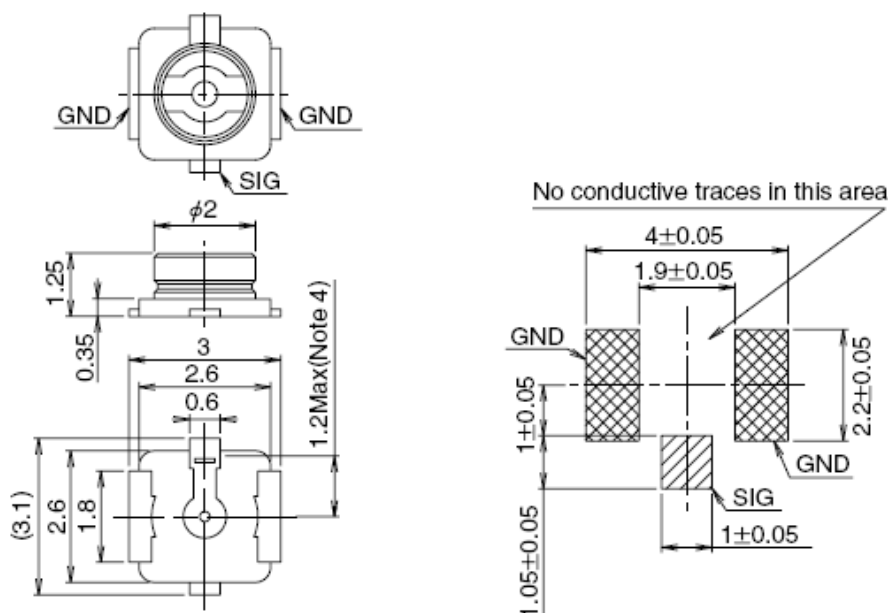 GND
GND
SIG
ϕ2
1.25
0.35
3
2.6
0.6
1.2Max(Note 4)
(3.1)
2.6
1.8
No conductive traces in this area
4±0.05
1.9±0.05
GND
1±0.05
2.2±0.05
GND
SIG
1.05±0.05
1±0.05